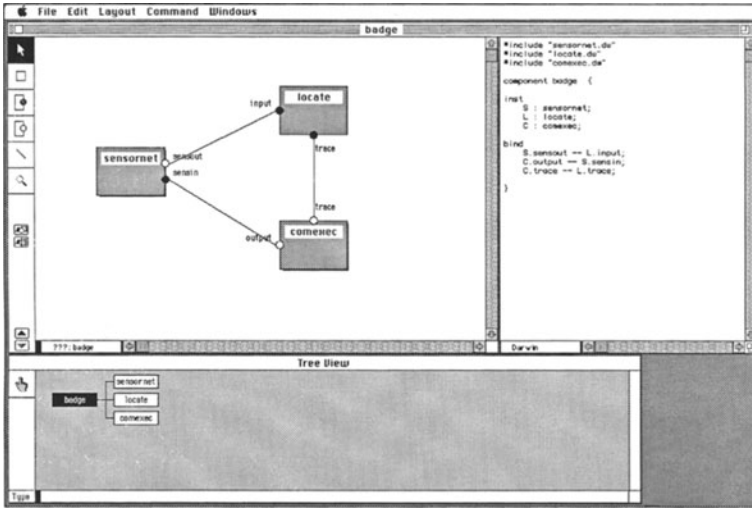 File Edit Layout Command Windows
badge
locate
input
trace
sensornet
sensout
sensin
trace
comexec
output
???: badge
#include "sensornet.dw"
#include "locate.dw"
#include "comexec.dw"
component badge {
inst
S : sensornet;
L : locate;
C : comexec;
bind
S.sensout -- L.input;
C.output -- S.sensin;
C.trace -- L.trace;
}
Darwin
Tree View
sensornet
badge
locate
comexec
Type